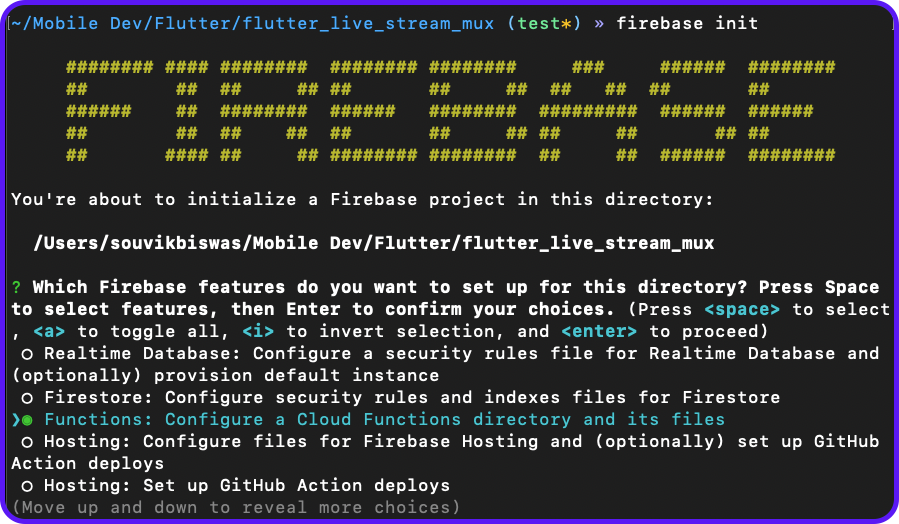 ~/Mobile Dev/Flutter/flutter_live_stream_mux (test*) » firebase init
######## #### ########  ######## ########     ###     ######  ########
##        ##  ##     ## ##       ##     ##  ##   ##  ##       ##
######    ##  ########  ######   ########  #########  ######  ######
##        ##  ##    ##  ##       ##     ## ##     ##       ## ##
##       #### ##     ## ######## ########  ##     ##  ######  ########
You're about to initialize a Firebase project in this directory:
/Users/souvikbiswas/Mobile Dev/Flutter/flutter_live_stream_mux
? Which Firebase features do you want to set up for this directory? Press Space
to select features, then Enter to confirm your choices. (Press <space> to select
, <a> to toggle all, <i> to invert selection, and <enter> to proceed)
◯ Realtime Database: Configure a security rules file for Realtime Database and
(optionally) provision default instance
◯ Firestore: Configure security rules and indexes files for Firestore
❯◉ Functions: Configure a Cloud Functions directory and its files
◯ Hosting: Configure files for Firebase Hosting and (optionally) set up GitHub
Action deploys
◯ Hosting: Set up GitHub Action deploys
(Move up and down to reveal more choices)